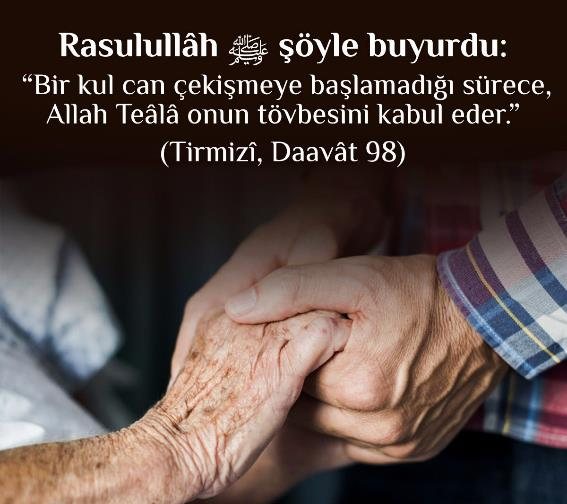 Rasulullâh ﷺ şöyle buyurdu:
“Bir kul can çekişmeye başlamadığı sürece,
Allah Teâlâ onun tövbesini kabul eder.”
(Tirmizî, Daavât 98)